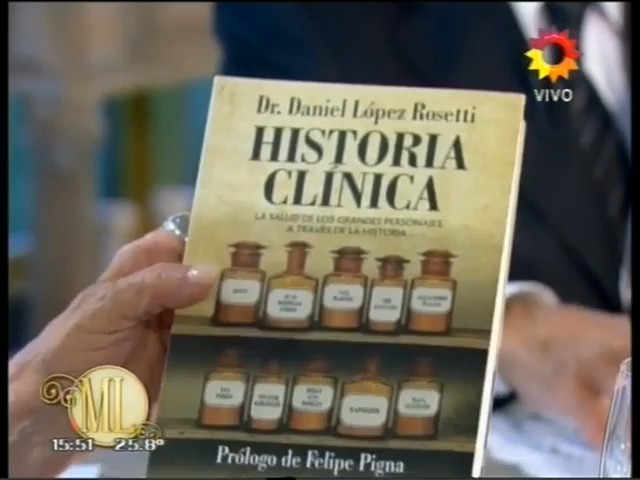 VIVO
Dr. Daniel López Rosetti
HISTORIA
CLÍNICA
LA SALUD DE LOS GRANDES PERSONAJES
A TRAVÉS DE LA HISTORIA
Prólogo de Felipe Pigna
ML
15:51 25.8°